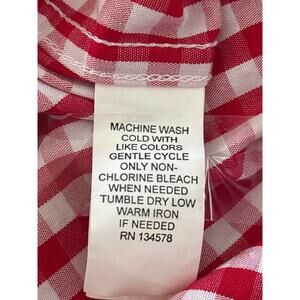 MACHINE WASH
COLD WITH
LIKE COLORS
GENTLE CYCLE
ONLY NON-
CHLORINE BLEACH
WHEN NEEDED
TUMBLE DRY LOW
WARM IRON
IF NEEDED
RN 134578